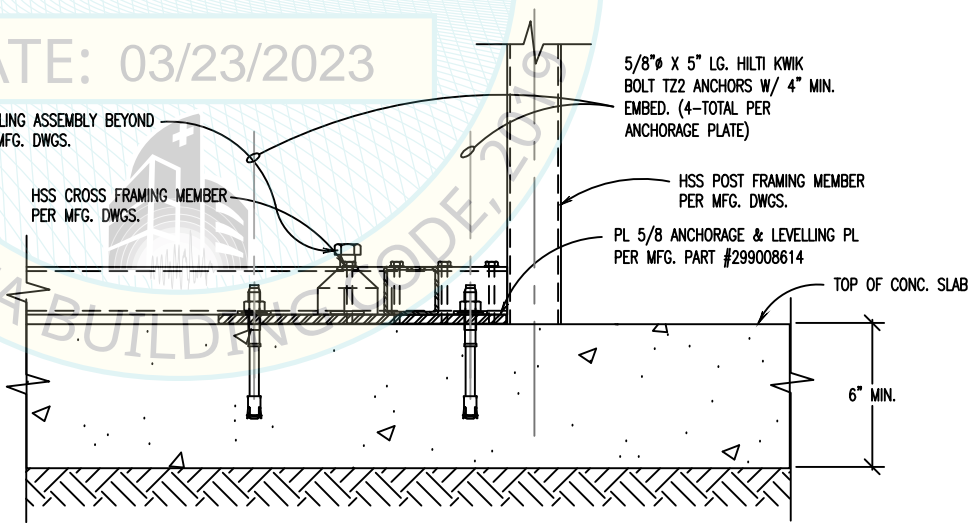 DATE: 03/23/2023
BUILDING CODE, 2019
ASSEMBLY BEYOND
MFG. DWGS.
HSS CROSS FRAMING MEMBER
PER MFG. DWGS.
5/8"ø X 5" LG. HILTI KWIK
BOLT TZ2 ANCHORS W/ 4" MIN.
EMBED. (4-TOTAL PER
ANCHORAGE PLATE)
HSS POST FRAMING MEMBER
PER MFG. DWGS.
PL 5/8 ANCHORAGE & LEVELLING PL
PER MFG. PART #299008614
TOP OF CONC. SLAB
6" MIN.